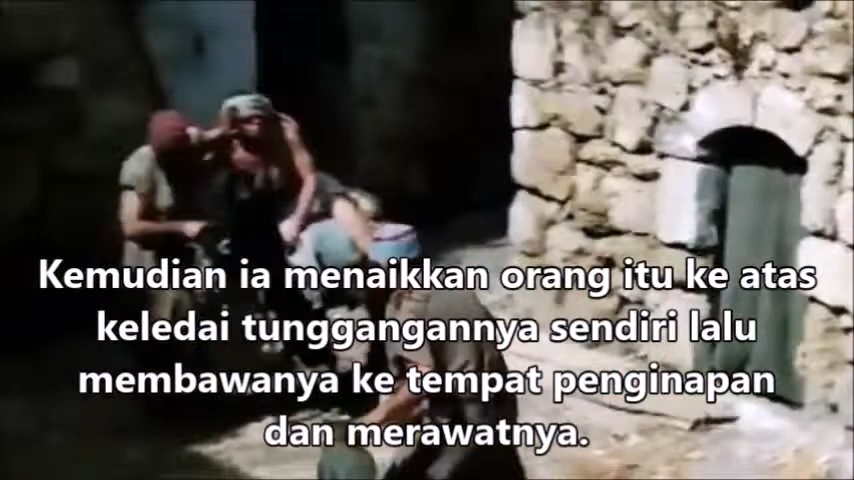 Kemudian ia menaikkan orang itu ke atas
keledai tunggangannya sendiri lalu
membawanya ke tempat penginapan
dan merawatnya.